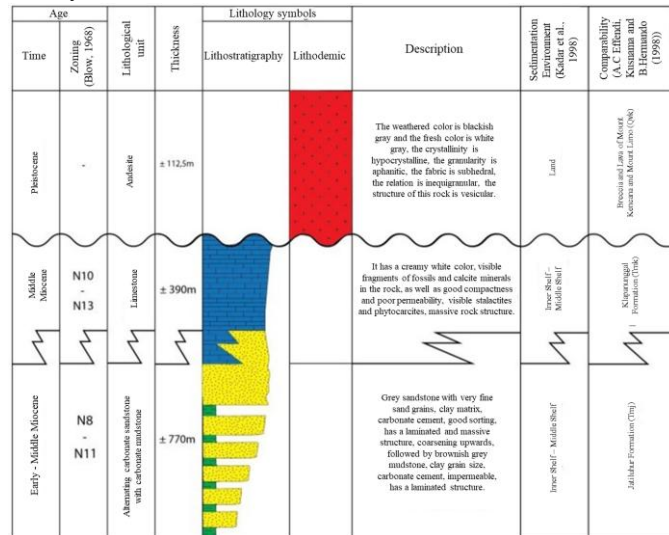 Age
Lithology symbols
Time
Zoning
(Blow, 1968)
Lithological
unit
Thickness
Lithostratigraphy
Lithodemic
Description
Sedimentation
Environment
(Kadar et al.,
1998)
Comparability
(A.C Effendi,
Kusnama and
B.Hermanto
(1998))
Pleistocene
-
Andesite
± 112,5m
The weathered color is blackish
gray and the fresh color is white
gray, the crystallinity is
hypocrystalline, the granularity is
aphanitic, the fabric is subhedral,
the relation is inequigranular, the
structure of this rock is vesicular.
Land
Breccia and Lava of Mount
Kencana and Mount Limo (Qvk)
Middle
Miocene
N10
-
N13
Limestone
± 390m
It has a creamy white color, visible
fragments of fossils and calcite minerals
in the rock, as well as good compactness
and poor permeability, visible stalactites
and phytocarcites, massive rock structure.
Inner Shelf –
Middle Shelf
Klapanunggal
Formation (Tmk)
Early - Middle Miocene
N8
-
N11
Alternating carbonate sandstone
with carbonate mudstone
± 770m
Grey sandstone with very fine
sand grains, clay matrix,
carbonate cement, good sorting,
has a laminated and massive
structure, coarsening upwards,
followed by brownish grey
mudstone, clay grain size,
carbonate cement, impermeable,
has a laminated structure.
Inner Shelf – Middle Shelf
Jatiluhur Formation (Tmj)